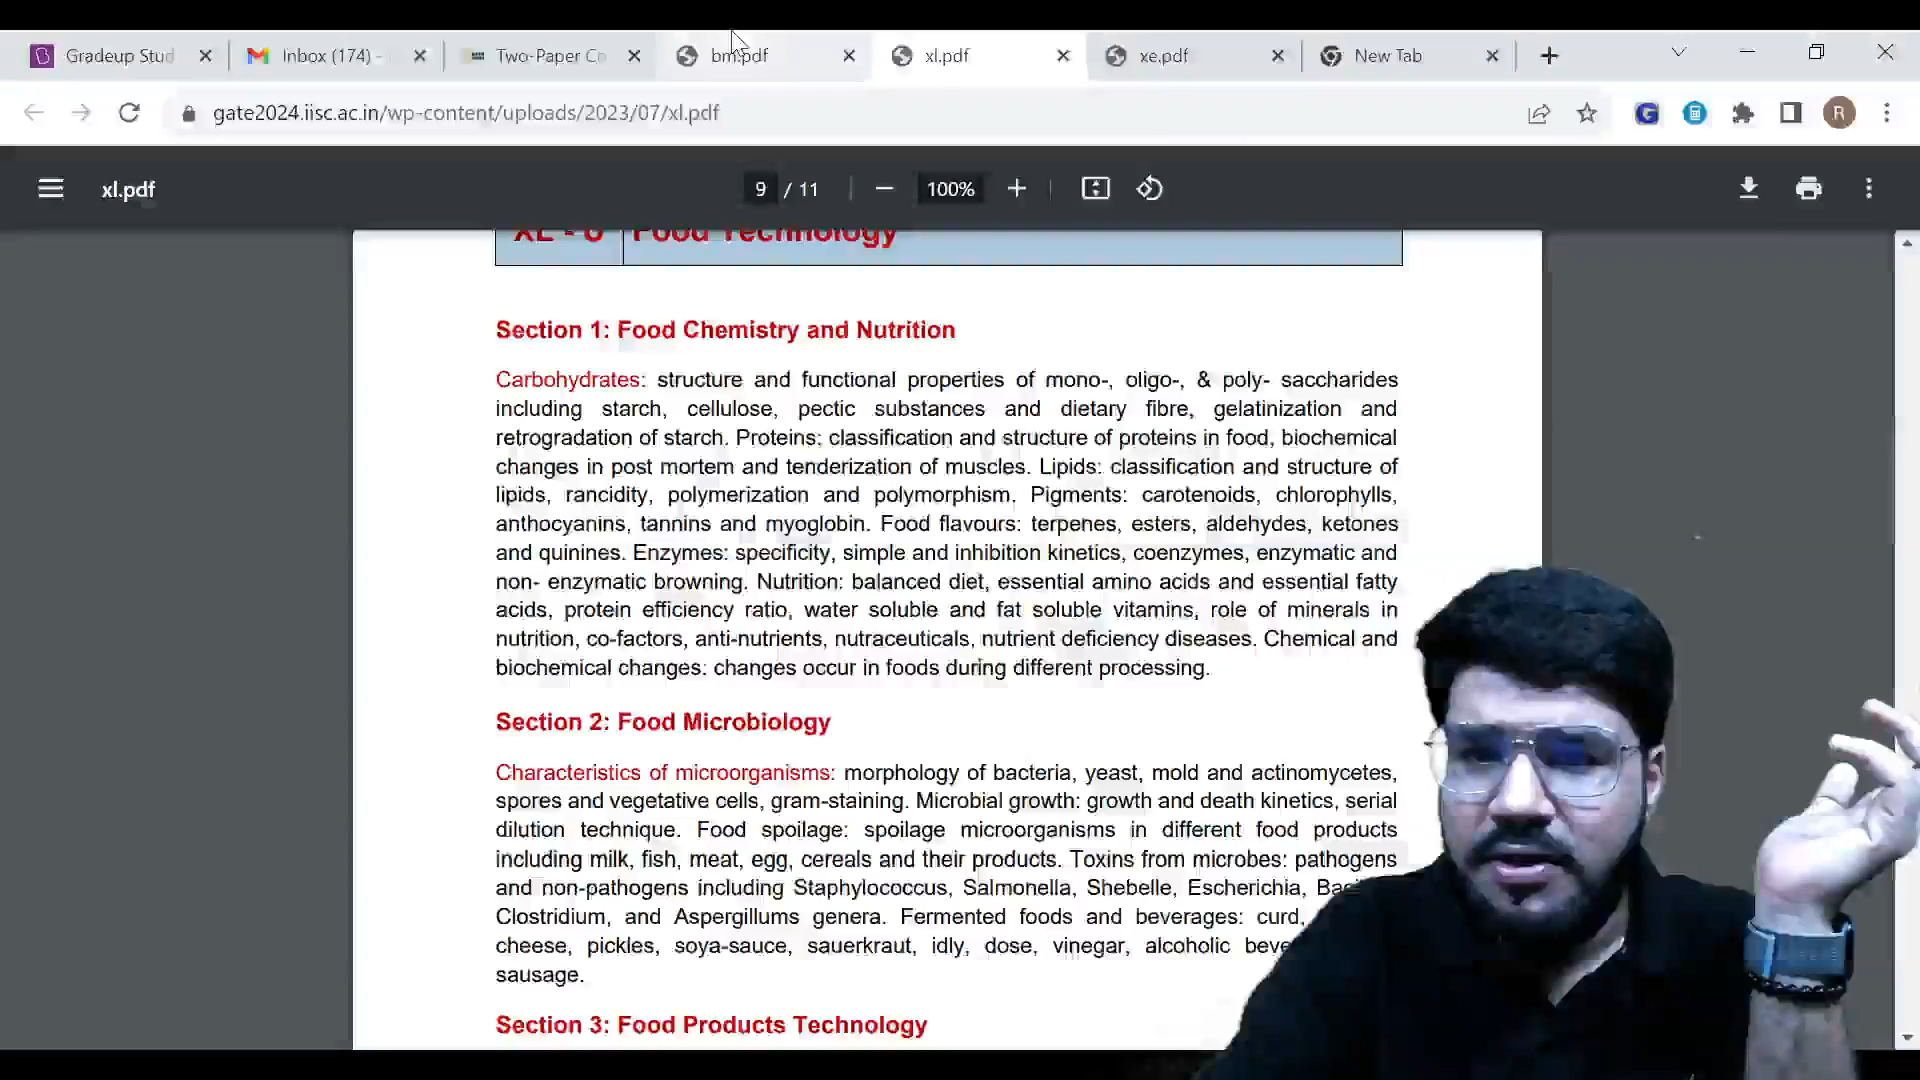 Gradeup Stud
Inbox (174) -
Two-Paper Co
bm.pdf
xl.pdf
xe.pdf
New Tab
gate2024.iisc.ac.in/wp-content/uploads/2023/07/xl.pdf
R
xl.pdf
9 / 11
100%
Food Technology
Section 1: Food Chemistry and Nutrition
Carbohydrates: structure and functional properties of mono-, oligo-, & poly- saccharides
including starch, cellulose, pectic substances and dietary fibre, gelatinization and
retrogradation of starch. Proteins: classification and structure of proteins in food, biochemical
changes in post mortem and tenderization of muscles. Lipids: classification and structure of
lipids, rancidity, polymerization and polymorphism. Pigments: carotenoids, chlorophylls,
anthocyanins, tannins and myoglobin. Food flavours: terpenes, esters, aldehydes, ketones
and quinines. Enzymes: specificity, simple and inhibition kinetics, coenzymes, enzymatic and
non- enzymatic browning. Nutrition: balanced diet, essential amino acids and essential fatty
acids, protein efficiency ratio, water soluble and fat soluble vitamins, role of minerals in
nutrition, co-factors, anti-nutrients, nutraceuticals, nutrient deficiency diseases. Chemical and
biochemical changes: changes occur in foods during different processing.
Section 2: Food Microbiology
Characteristics of microorganisms: morphology of bacteria, yeast, mold and actinomycetes,
spores and vegetative cells, gram-staining. Microbial growth: growth and death kinetics, serial
dilution technique. Food spoilage: spoilage microorganisms in different food products
including milk, fish, meat, egg, cereals and their products. Toxins from microbes: pathogens
and non-pathogens including Staphylococcus, Salmonella, Shebelle, Escherichia,
Clostridium, and Aspergillums genera. Fermented foods and beverages: curd,
cheese, pickles, soya-sauce, sauerkraut, idly, dose, vinegar, alcoholic
sausage.
Section 3: Food Products Technology